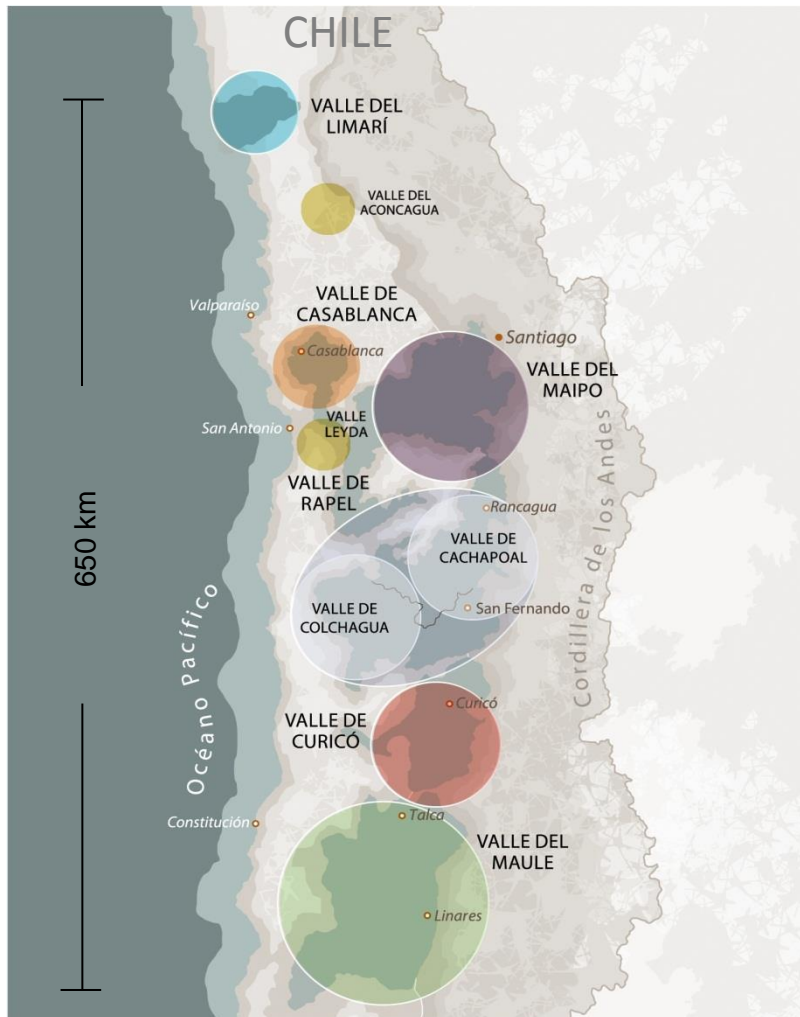 CHILE
VALLE DEL
LIMARÍ
VALLE DEL
ACONCAGUA
VALLE DE
CASABLANCA
Valparaíso
Santiago
Casablanca
VALLE DEL
MAIPO
VALLE
LEYDA
San Antonio
VALLE DE
RAPEL
Rancagua
VALLE DE
CACHAPOAL
650 km
VALLE DE
COLCHAGUA
San Fernando
Cordillera de los Andes
Océano Pacífico
Curicó
VALLE DE
CURICÓ
Constitución
Talca
VALLE DEL
MAULE
Linares